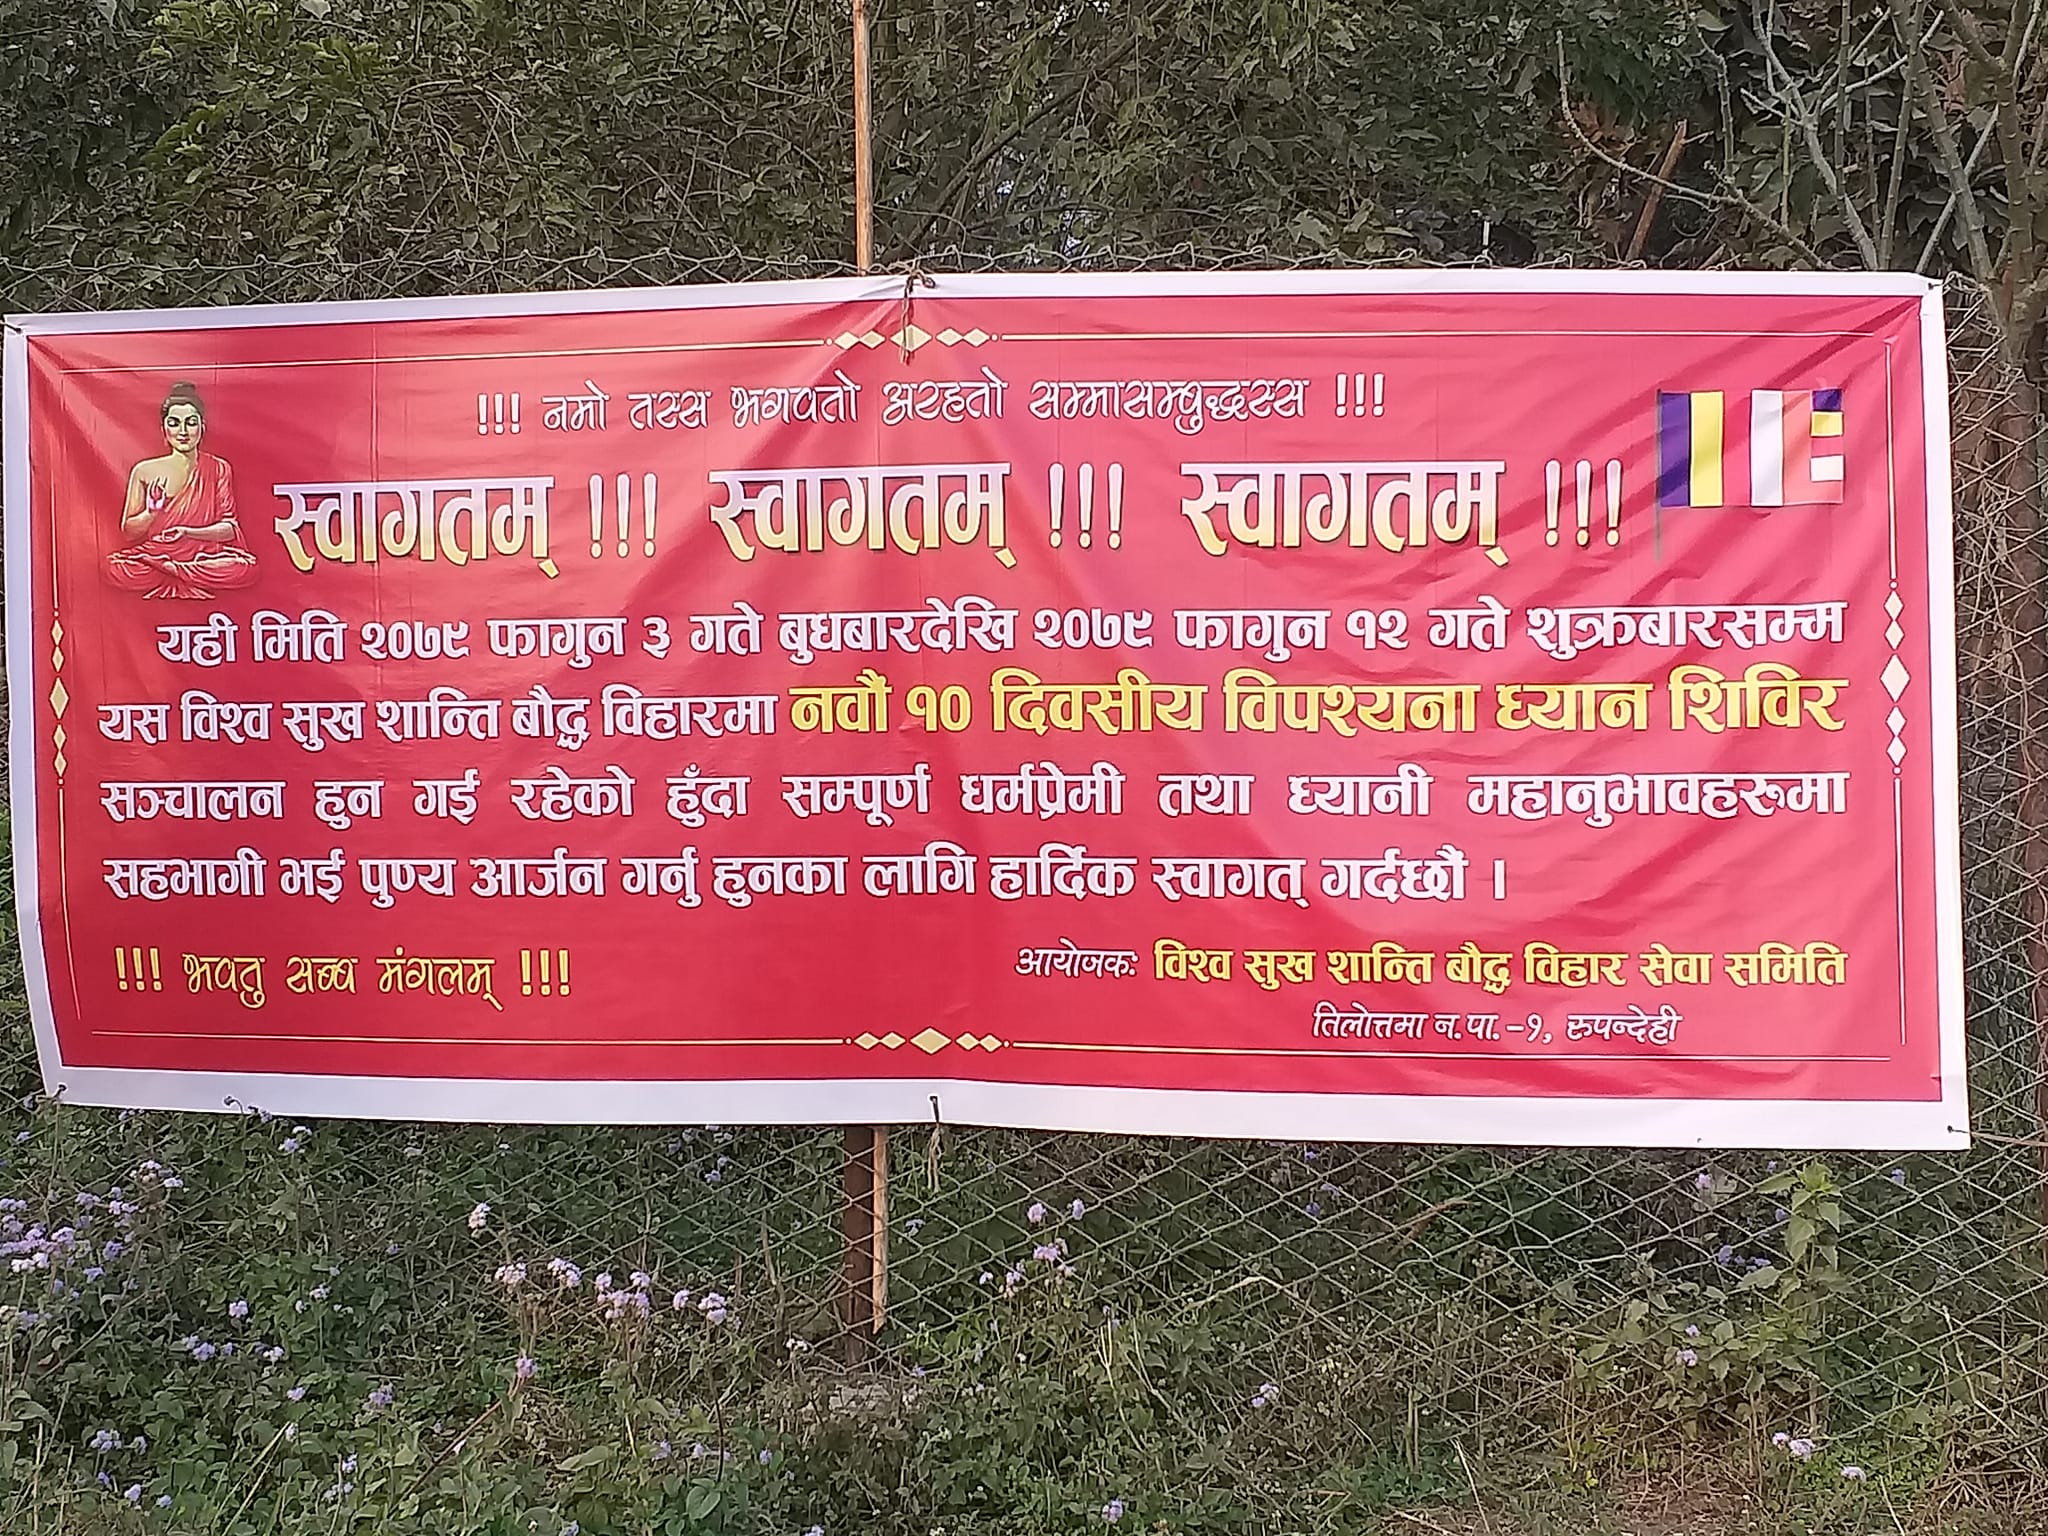 !!! नमो तस्स भगवतो अरहतो सम्मासम्बुद्धस्स !!!
स्वागतम् !!! स्वागतम् !!! स्वागतम् !!!
यही मिति २०७९ फागुन ३ गते बुधबारदेखि २०७९ फागुन १२ गते शुक्रबारसम्म
यस विश्व सुख शान्ति बौद्ध विहारमा नवौं १० दिवसीय विपश्यना ध्यान शिविर
सञ्चालन हुन गई रहेको हुँदा सम्पूर्ण धर्मप्रेमी तथा ध्यानी महानुभावहरुमा
सहभागी भई पुण्य आर्जन गर्नु हुनका लागि हार्दिक स्वागत् गर्दछौं ।
!!! भवतु सब्ब मंगलम् !!!
आयोजकः विश्व सुख शान्ति बौद्ध विहार सेवा समिति
तिलोत्तमा न.पा.-१, रुपन्देही